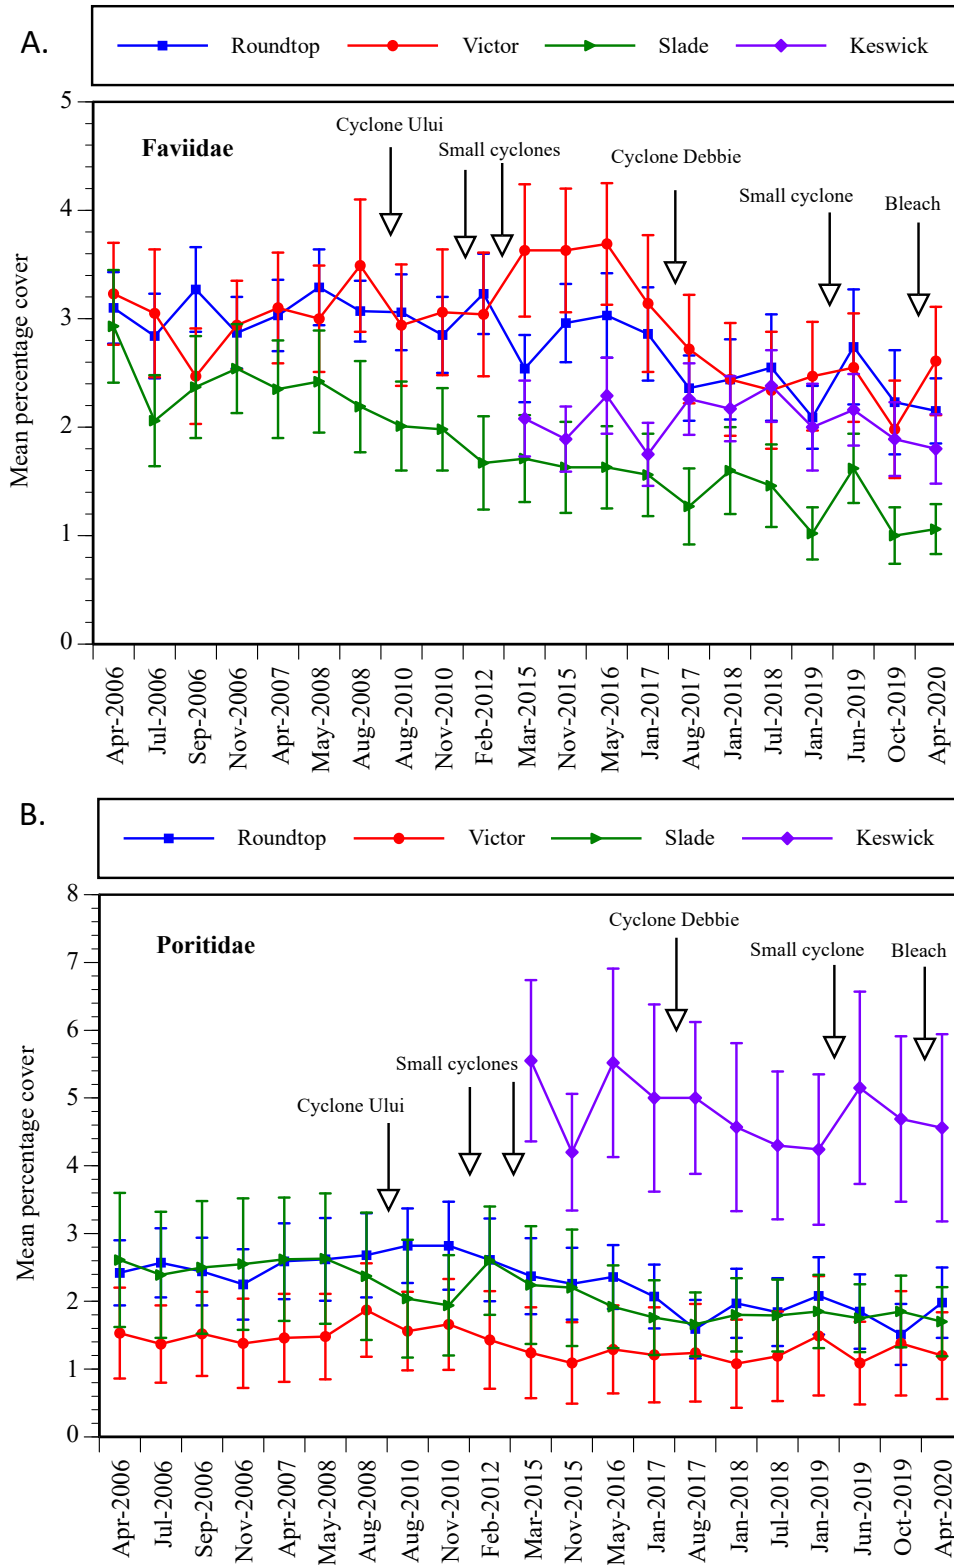 A.
Roundtop Victor Slade Keswick
5
Cyclone Ului
Faviidae
Small cyclones
Cyclone Debbie
Small cyclone
Bleach
4
3
2
1
0
Mean percentage cover
Apr-2006
Jul-2006
Sep-2006
Nov-2006
Apr-2007
May-2008
Aug-2008
Aug-2010
Nov-2010
Feb-2012
Mar-2015
Nov-2015
May-2016
Jan-2017
Aug-2017
Jan-2018
Jul-2018
Jan-2019
Jun-2019
Oct-2019
Apr-2020
B.
Roundtop Victor Slade Keswick
8
Cyclone Debbie
Poritidae
Small cyclone
Bleach
7
6
Small cyclones
Cyclone Ului
5
4
3
2
1
0
Mean percentage cover
Apr-2006
Jul-2006
Sep-2006
Nov-2006
Apr-2007
May-2008
Aug-2008
Aug-2010
Nov-2010
Feb-2012
Mar-2015
Nov-2015
May-2016
Jan-2017
Aug-2017
Jan-2018
Jul-2018
Jan-2019
Jun-2019
Oct-2019
Apr-2020